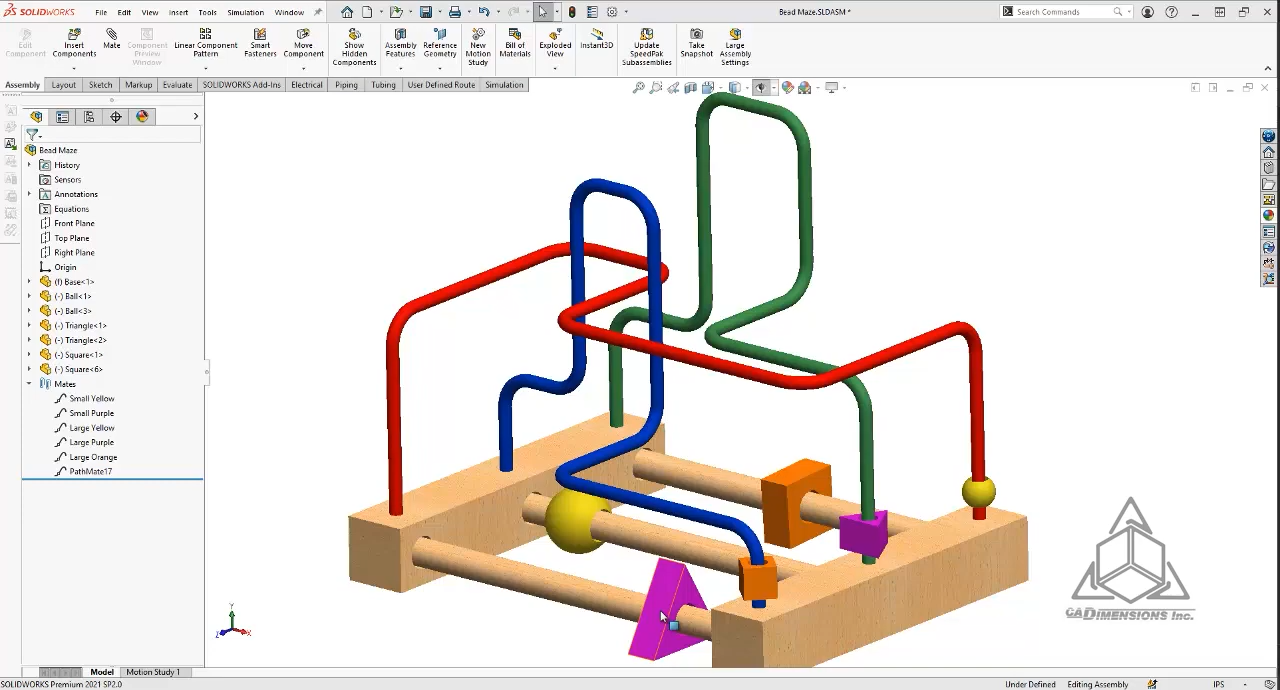 SOLIDWORKS File Edit View Insert Tools Simulation Window Bead Maze.SLDASM * Search Commands
Edit Component
Insert Components
Mate
Component Preview Window
Linear Component Pattern
Smart Fasteners
Move Component
Show Hidden Components
Assembly Features
Reference Geometry
New Motion Study
Bill of Materials
Exploded View
Instant3D
Update SpeedPak Subassemblies
Take Snapshot
Large Assembly Settings
Assembly Layout Sketch Markup Evaluate SOLIDWORKS Add-Ins Electrical Piping Tubing User Defined Route Simulation
Bead Maze
History
Sensors
Annotations
Equations
Front Plane
Top Plane
Right Plane
Origin
(f) Base<1>
(-) Ball<1>
(-) Ball<3>
(-) Triangle<1>
(-) Triangle<2>
(-) Square<1>
(-) Square<6>
Mates
Small Yellow
Small Purple
Large Yellow
Large Purple
Large Orange
PathMate17
Y
Z X
CADIMENSIONS Inc.
Model Motion Study 1
SOLIDWORKS Premium 2021 SP2.0 Under Defined Editing Assembly IPS